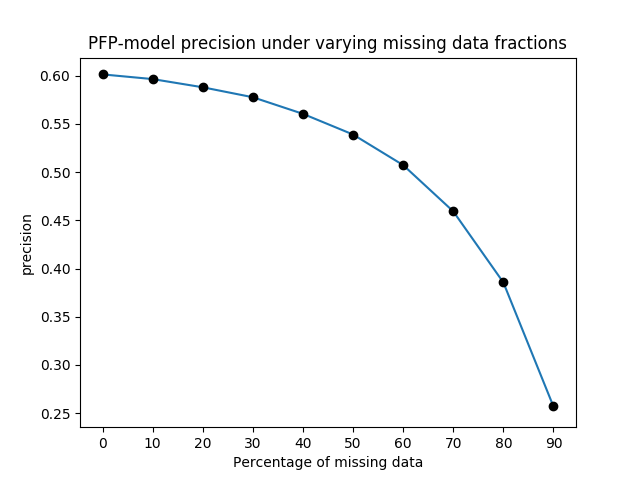 PFP-model precision under varying missing data fractions
0.60
0.55
0.50
0.45
0.40
0.35
0.30
0.25
precision
0 10 20 30 40 50 60 70 80 90
Percentage of missing data